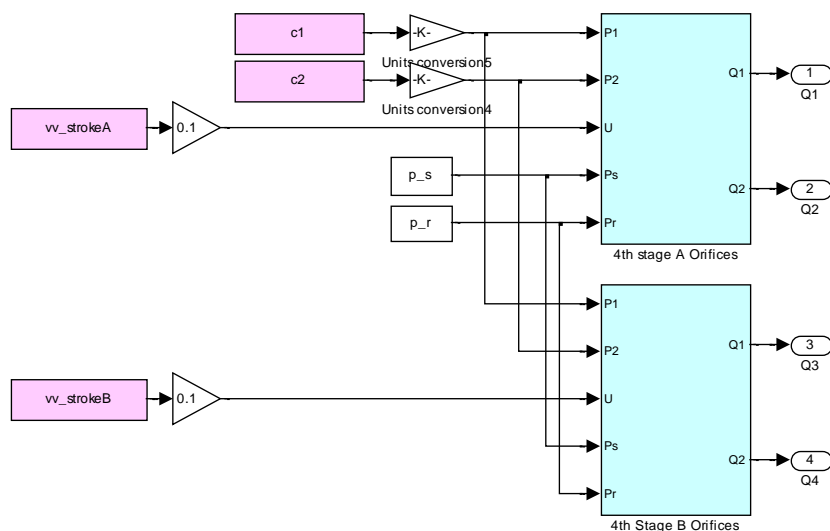 c1
-K-
Units conversion5
c2
-K-
Units conversion4
vv_strokeA
0.1
p_s
p_r
P1
P2
U
Ps
Pr
Q1
Q2
4th stage A Orifices
1
Q1
2
Q2
vv_strokeB
0.1
P1
P2
U
Ps
Pr
Q1
Q2
4th Stage B Orifices
3
Q3
4
Q4